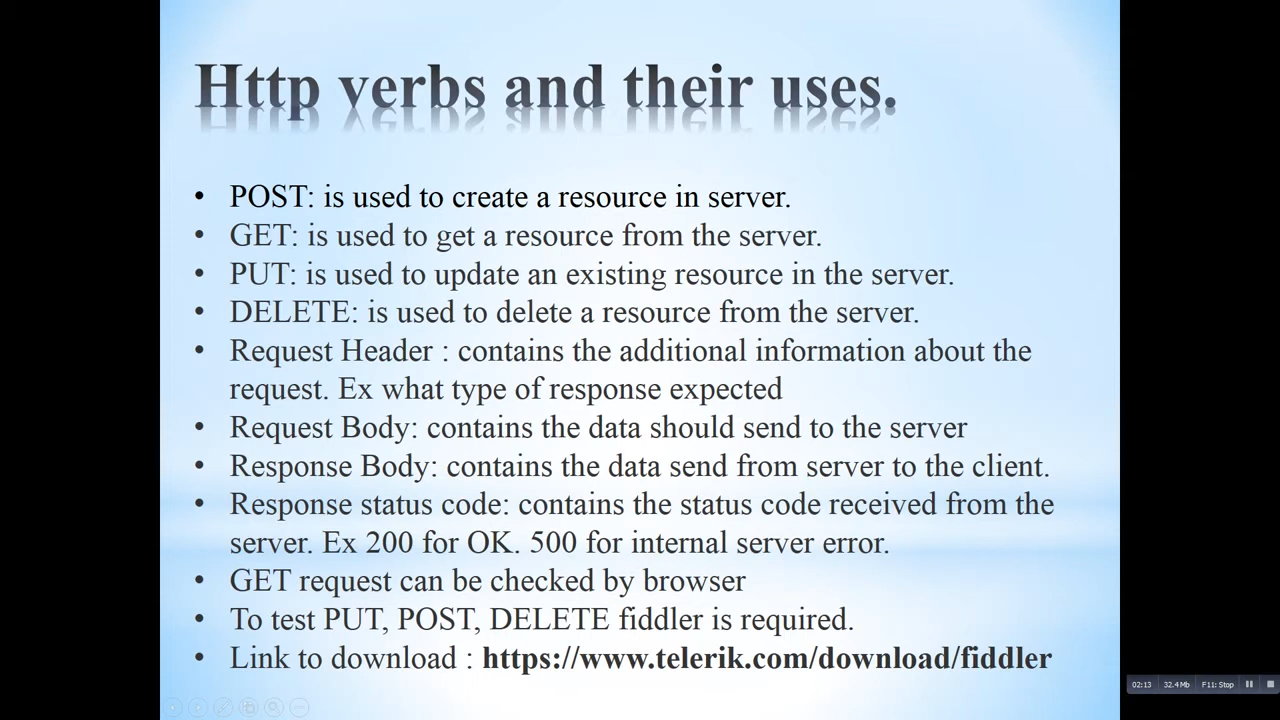 Http verbs and their uses.
• POST: is used to create a resource in server.
• GET: is used to get a resource from the server.
• PUT: is used to update an existing resource in the server.
• DELETE: is used to delete a resource from the server.
• Request Header : contains the additional information about the
request. Ex what type of response expected
• Request Body: contains the data should send to the server
• Response Body: contains the data send from server to the client.
• Response status code: contains the status code received from the
server. Ex 200 for OK. 500 for internal server error.
• GET request can be checked by browser
• To test PUT, POST, DELETE fiddler is required.
• Link to download : https://www.telerik.com/download/fiddler
02:13 32.4Mb F11: Stop